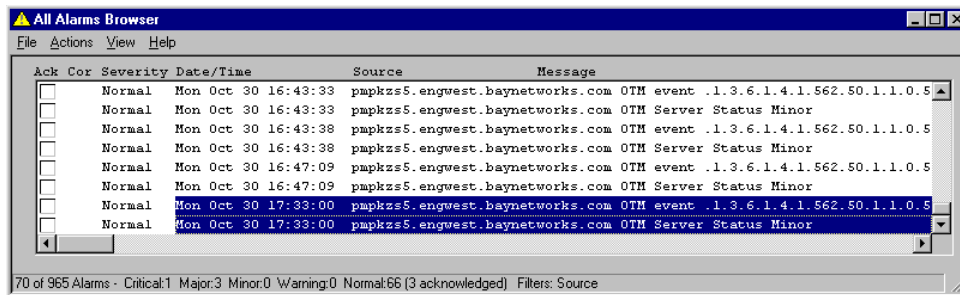 All Alarms Browser
File Actions View Help
Ack Cor Severity Date/Time Source Message
Normal Mon Oct 30 16:43:33 pmpkzs5.engwest.baynetworks.com OTM event .1.3.6.1.4.1.562.50.1.1.0.5
Normal Mon Oct 30 16:43:33 pmpkzs5.engwest.baynetworks.com OTM Server Status Minor
Normal Mon Oct 30 16:43:38 pmpkzs5.engwest.baynetworks.com OTM event .1.3.6.1.4.1.562.50.1.1.0.5
Normal Mon Oct 30 16:43:38 pmpkzs5.engwest.baynetworks.com OTM Server Status Minor
Normal Mon Oct 30 16:47:09 pmpkzs5.engwest.baynetworks.com OTM event .1.3.6.1.4.1.562.50.1.1.0.5
Normal Mon Oct 30 16:47:09 pmpkzs5.engwest.baynetworks.com OTM Server Status Minor
Normal Mon Oct 30 17:33:00 pmpkzs5.engwest.baynetworks.com OTM event .1.3.6.1.4.1.562.50.1.1.0.5
Normal Mon Oct 30 17:33:00 pmpkzs5.engwest.baynetworks.com OTM Server Status Minor
70 of 965 Alarms - Critical:1 Major:3 Minor:0 Warning:0 Normal:66 (3 acknowledged) Filters: Source